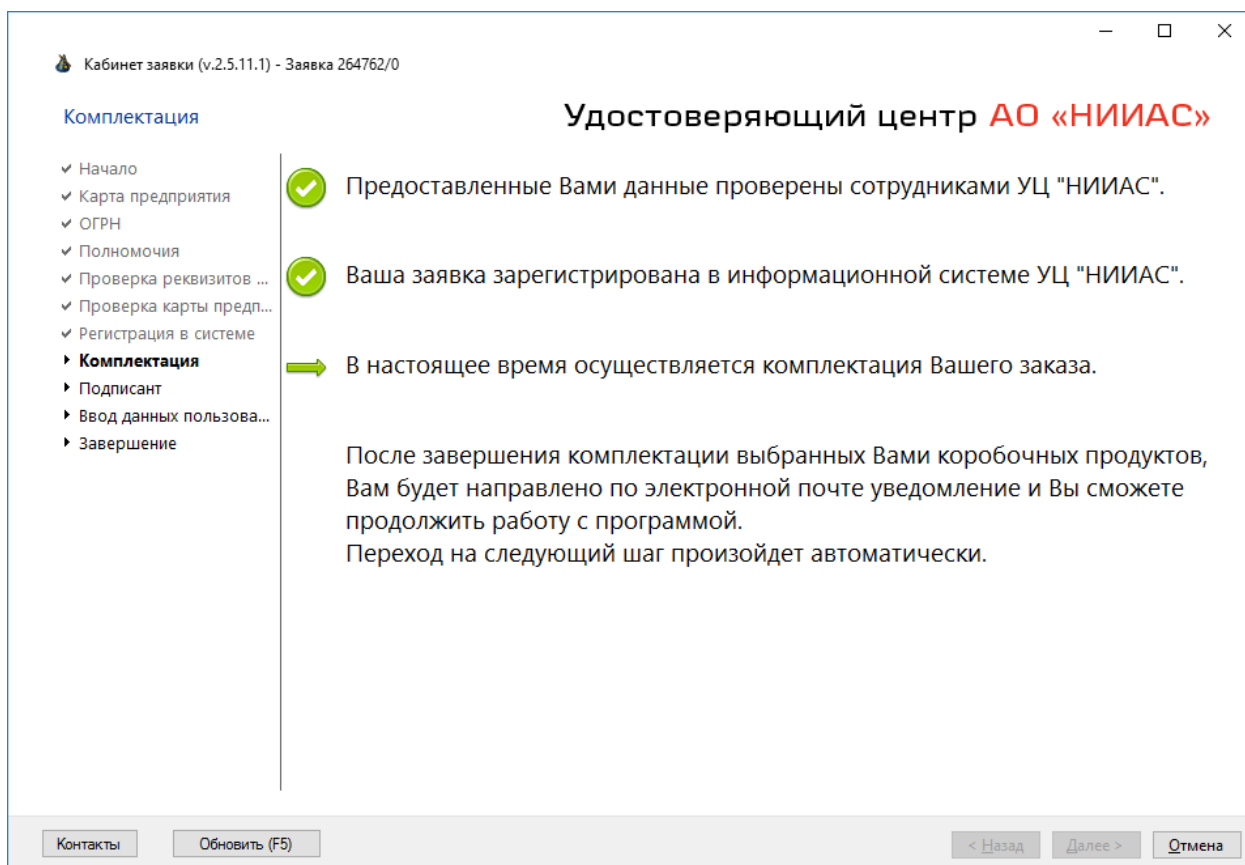 Кабинет заявки (v.2.5.11.1) - Заявка 264762/0
Комплектация
Удостоверяющий центр АО «НИИАС»
Начало
Карта предприятия
ОГРН
Полномочия
Проверка реквизитов ...
Проверка карты предп...
Регистрация в системе
Комплектация
Подписант
Ввод данных пользова...
Завершение
Предоставленные Вами данные проверены сотрудниками УЦ "НИИАС".
Ваша заявка зарегистрирована в информационной системе УЦ "НИИАС".
В настоящее время осуществляется комплектация Вашего заказа.
После завершения комплектации выбранных Вами коробочных продуктов,
Вам будет направлено по электронной почте уведомление и Вы сможете
продолжить работу с программой.
Переход на следующий шаг произойдет автоматически.
Контакты
Обновить (F5)
< Назад
Далее >
Отмена